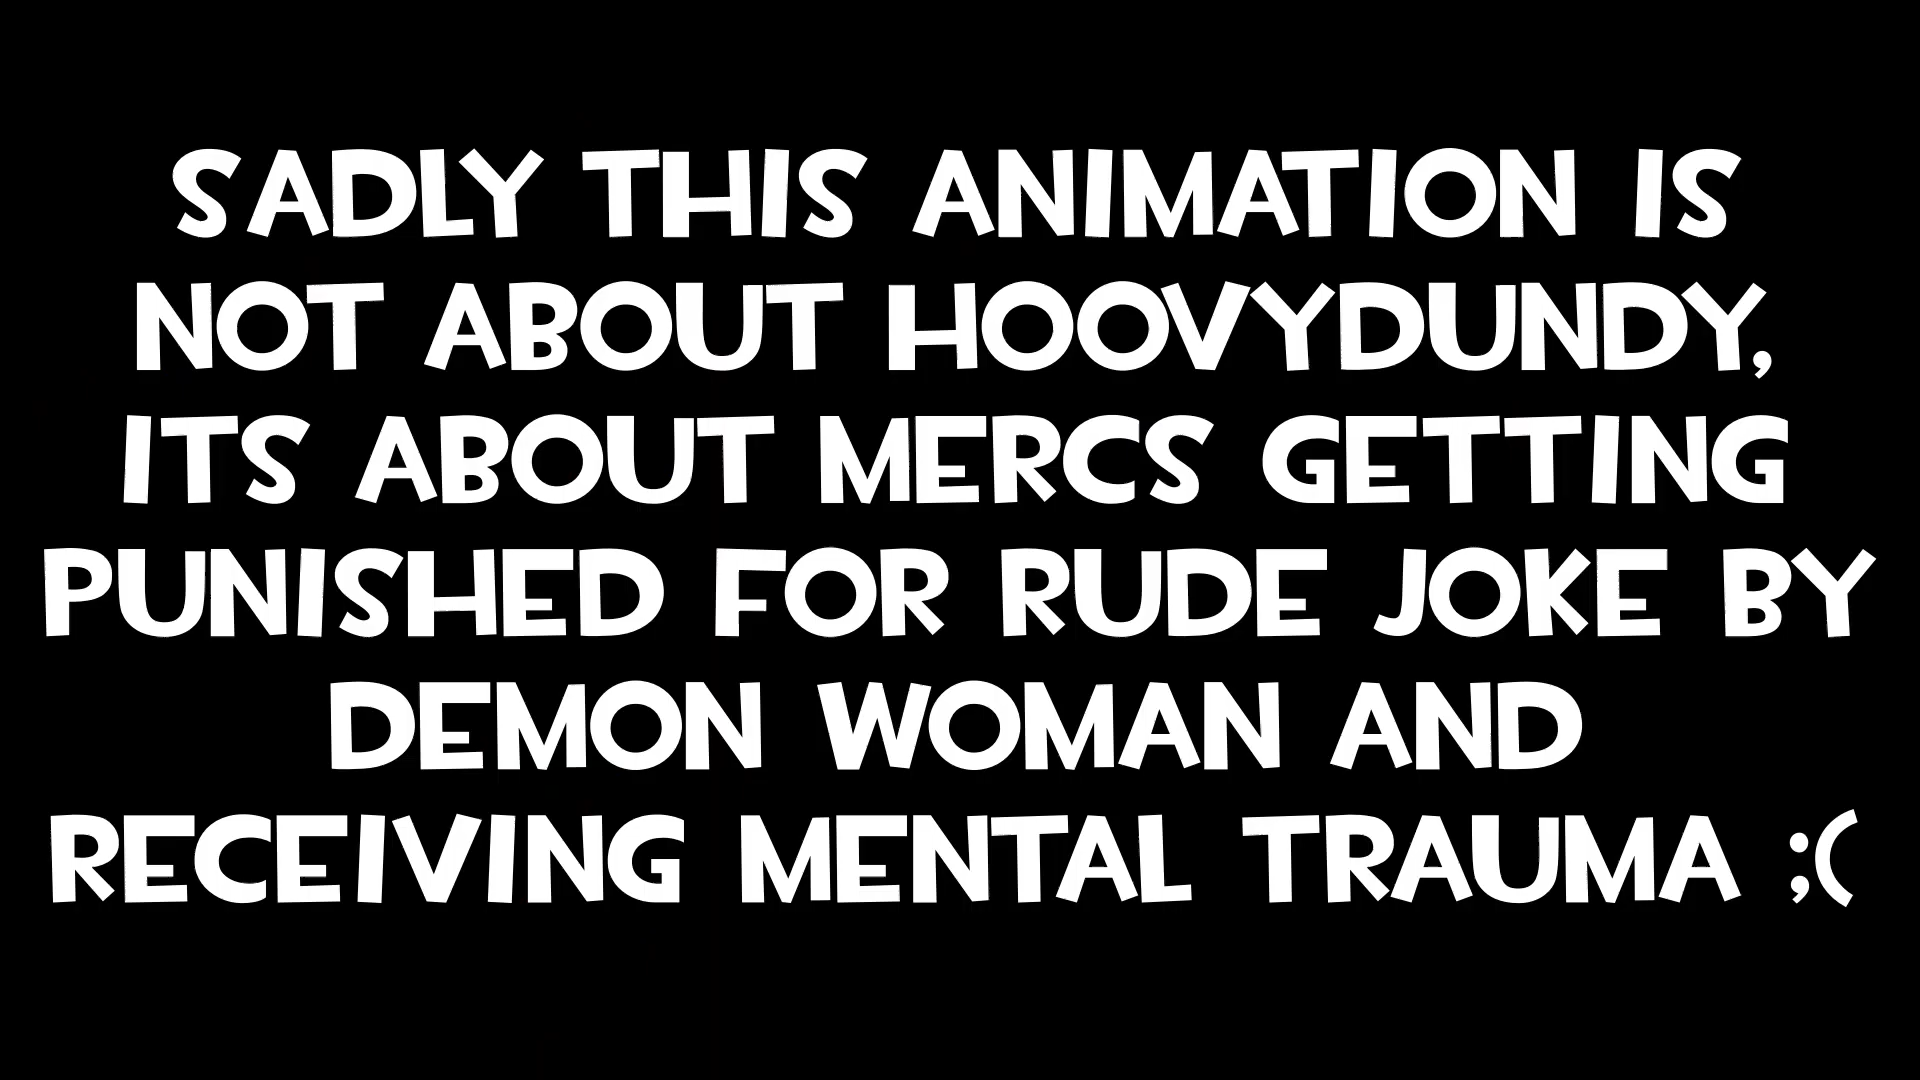 SADLY THIS ANIMATION IS
NOT ABOUT HOOVYDUNDY,
ITS ABOUT MERCS GETTING
PUNISHED FOR RUDE JOKE BY
DEMON WOMAN AND
RECEIVING MENTAL TRAUMA ;(